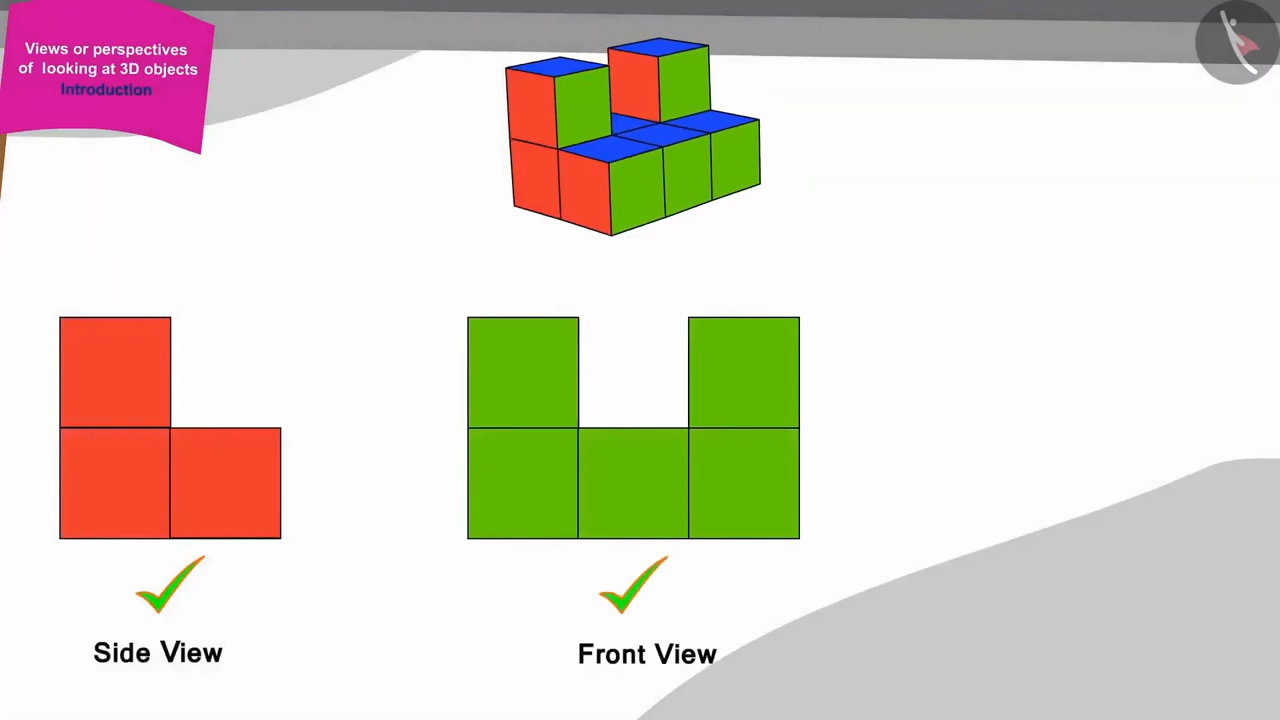 Views or perspectives
of looking at 3D objects
Introduction
Side View
Front View